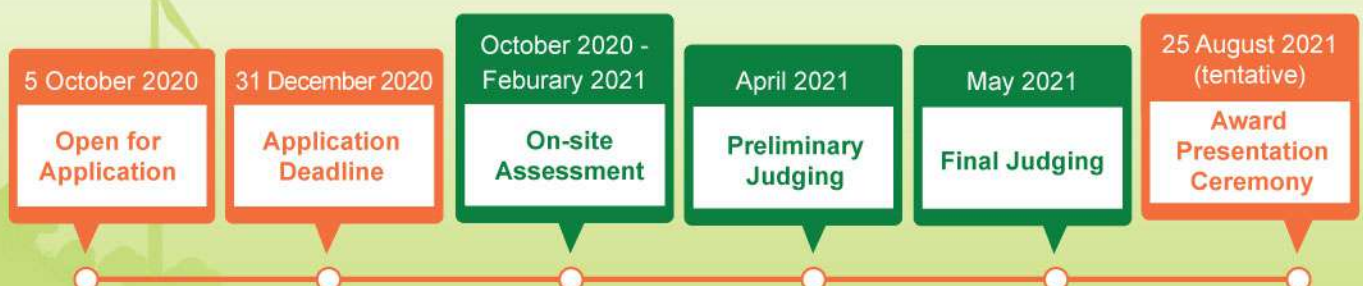 5 October 2020
Open for
Application
31 December 2020
Application
Deadline
October 2020 -
Feburary 2021
On-site
Assessment
April 2021
Preliminary
Judging
May 2021
Final Judging
25 August 2021
(tentative)
Award
Presentation
Ceremony